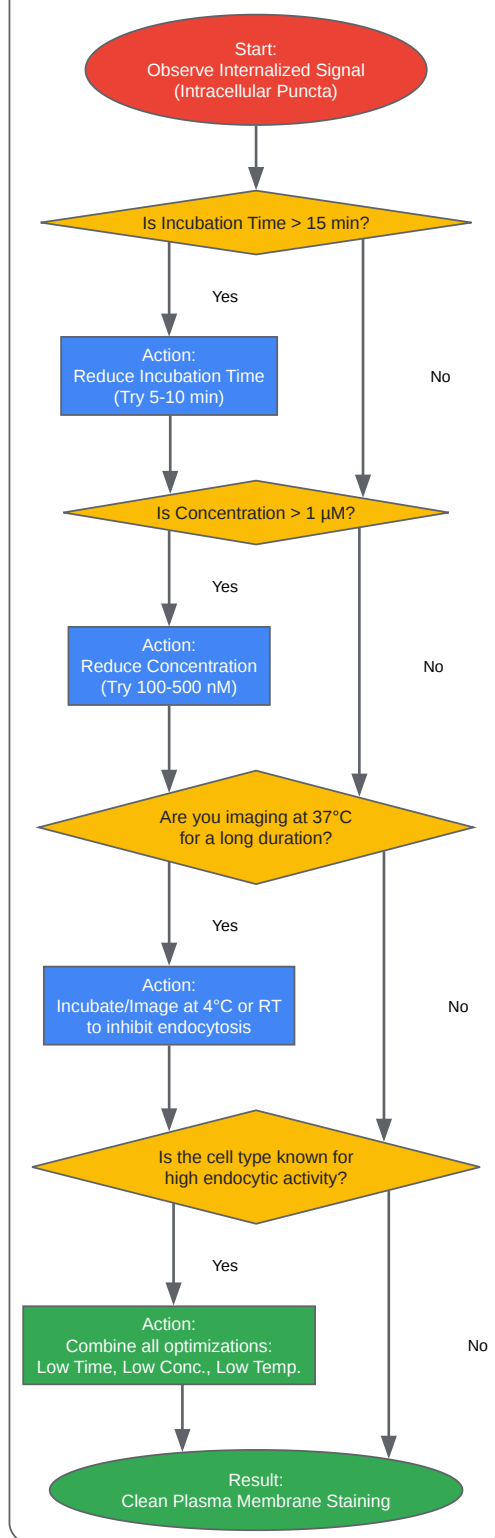 Start:
Observe Internalized Signal
(Intracellular Puncta)
Is Incubation Time > 15 min?
Yes
Action:
Reduce Incubation Time
(Try 5-10 min)
No
Is Concentration > 1 µM?
Yes
Action:
Reduce Concentration
(Try 100-500 nM)
No
Are you imaging at 37°C
for a long duration?
Yes
Action:
Incubate/Image at 4°C or RT
to inhibit endocytosis
No
Is the cell type known for
high endocytic activity?
Yes
Action:
Combine all optimizations:
Low Time, Low Conc., Low Temp.
No
Result:
Clean Plasma Membrane Staining